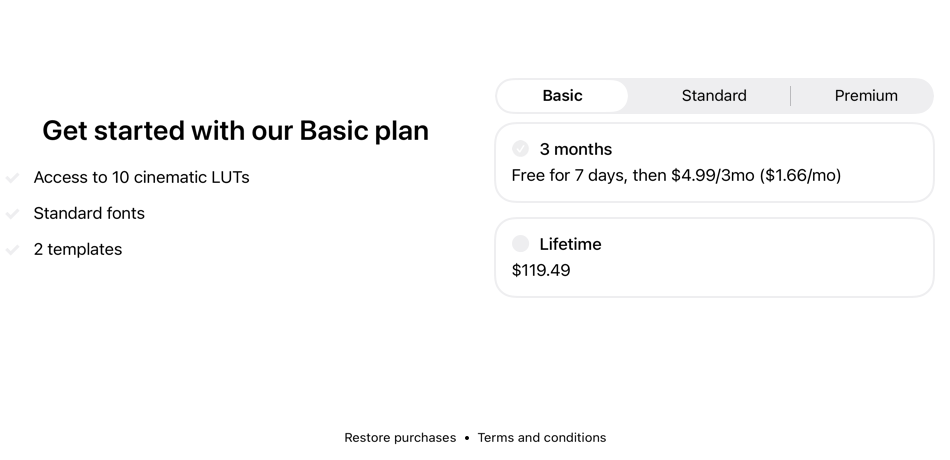 Get started with our Basic plan
Access to 10 cinematic LUTs
Standard fonts
2 templates
Basic
Standard
Premium
3 months
Free for 7 days, then $4.99/3mo ($1.66/mo)
Lifetime
$119.49
Restore purchases • Terms and conditions